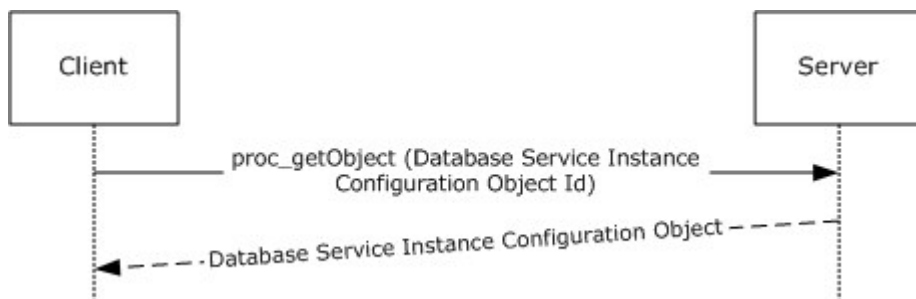 Client
Server
proc_getObject (Database Service Instance
Configuration Object Id)
Database Service Instance Configuration Object